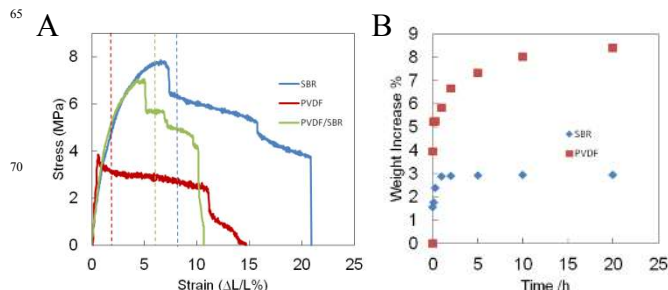 65
A
8
6
4
2
0
Stress (MPa)
SBR
PVDF
PVDF/SBR
0 5 10 15 20 25
Strain (ΔL/L%)
70
B
9
8
7
6
5
4
3
2
1
0
Weight Increase %
SBR
PVDF
0 5 10 15 20 25
Time /h